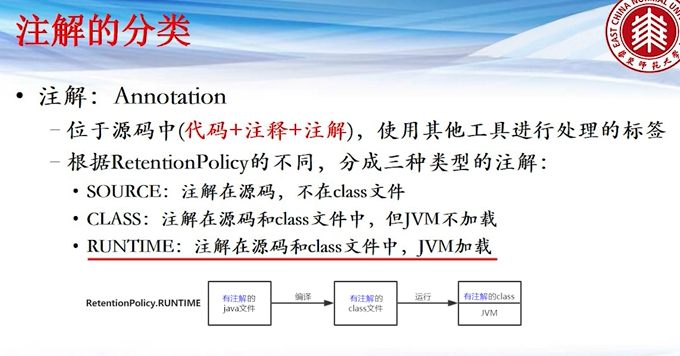 注解的分类
EAST CHINA NORMAL UNI
华东师范大学
• 注解：Annotation
–位于源码中(代码+注释+注解)，使用其他工具进行处理的标签
–根据RetentionPolicy的不同，分成三种类型的注解：
• SOURCE：注解在源码，不在class文件
• CLASS：注解在源码和class文件中，但JVM不加载
• RUNTIME：注解在源码和class文件中，JVM加载
RetentionPolicy.RUNTIME
有注解的
java文件
编译
有注解的
class文件
运行
有注解的class
JVM